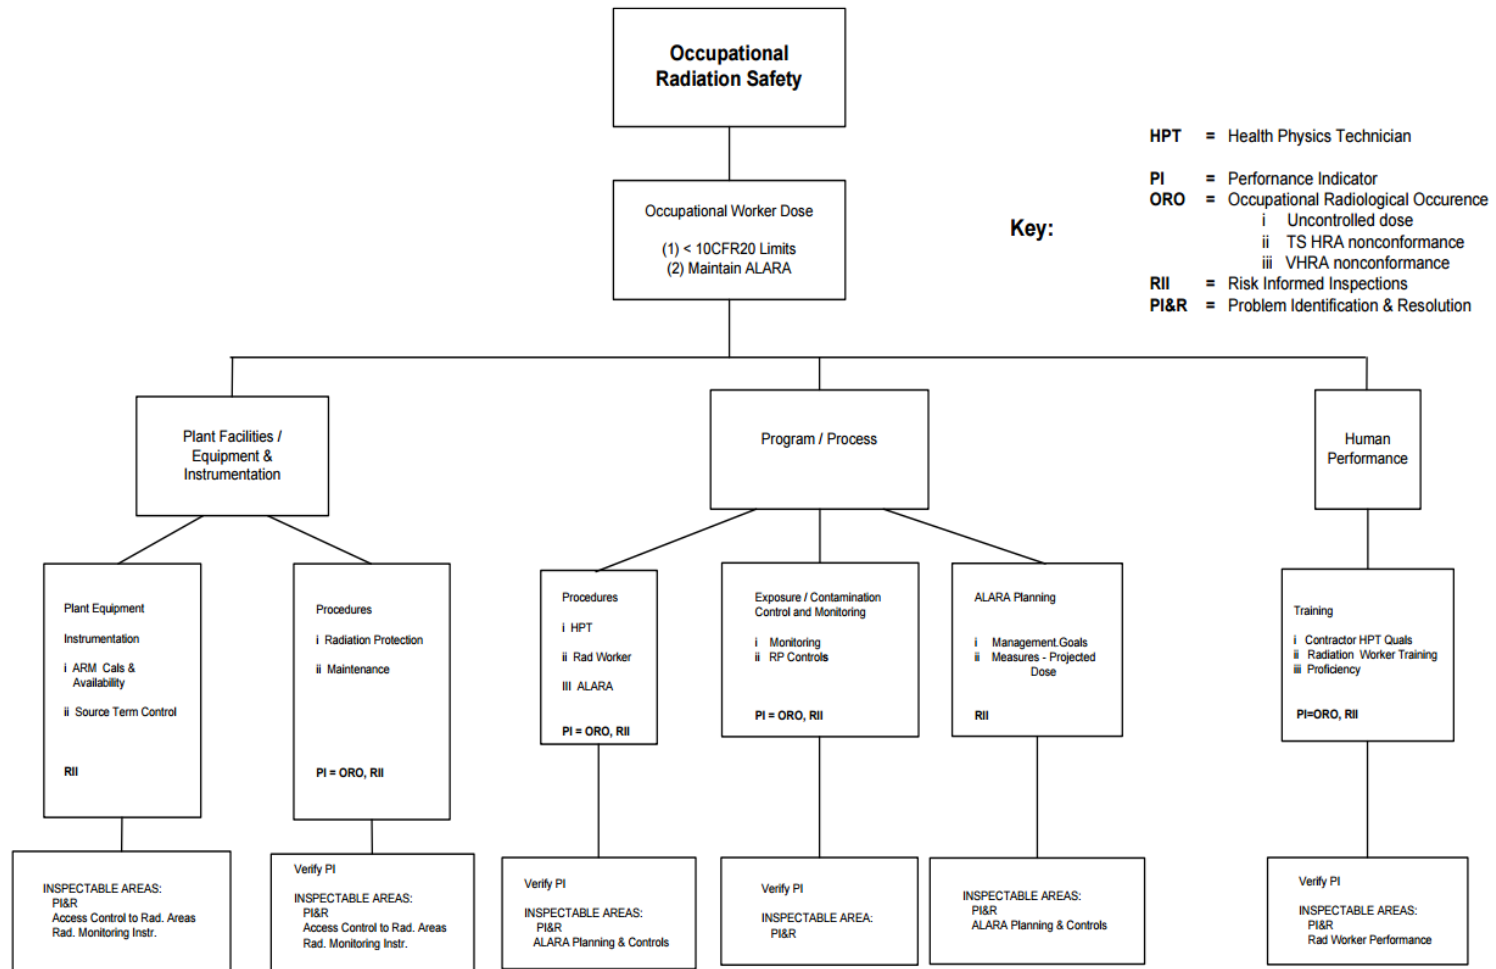 Occupational
Radiation Safety
HPT = Health Physics Technician
PI = Perfornance Indicator
ORO = Occupational Radiological Occurence
i Uncontrolled dose
ii TS HRA nonconformance
iii VHRA nonconformance
RII = Risk Informed Inspections
PI&R = Problem Identification & Resolution
Key:
Occupational Worker Dose
(1) < 10CFR20 Limits
(2) Maintain ALARA
Plant Facilities /
Equipment &
Instrumentation
Program / Process
Human
Performance
Plant Equipment
Instrumentation
i ARM Cals &
Availability
ii Source Term Control
RII
Procedures
i Radiation Protection
ii Maintenance
PI = ORO, RII
Procedures
i HPT
ii Rad Worker
III ALARA
PI = ORO, RII
Exposure / Contamination
Control and Monitoring
i Monitoring
ii RP Controls
PI = ORO, RII
ALARA Planning
i Management.Goals
ii Measures - Projected
Dose
RII
Training
i Contractor HPT Quals
ii Radiation Worker Training
iii Proficiency
PI=ORO, RII
INSPECTABLE AREAS:
PI&R
Access Control to Rad. Areas
Rad. Monitoring Instr.
Verify PI
INSPECTABLE AREAS:
PI&R
Access Control to Rad. Areas
Rad. Monitoring Instr.
Verify PI
INSPECTABLE AREAS:
PI&R
ALARA Planning & Controls
Verify PI
INSPECTABLE AREA:
PI&R
INSPECTABLE AREAS:
PI&R
ALARA Planning & Controls
Verify PI
INSPECTABLE AREAS:
PI&R
Rad Worker Performance